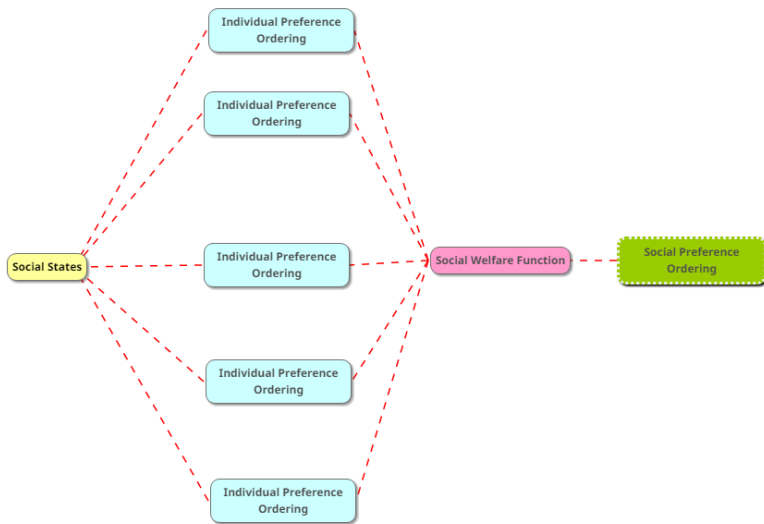 Individual Preference
Ordering
Individual Preference
Ordering
Social States
Individual Preference
Ordering
Social Welfare Function
Social Preference
Ordering
Individual Preference
Ordering
Individual Preference
Ordering